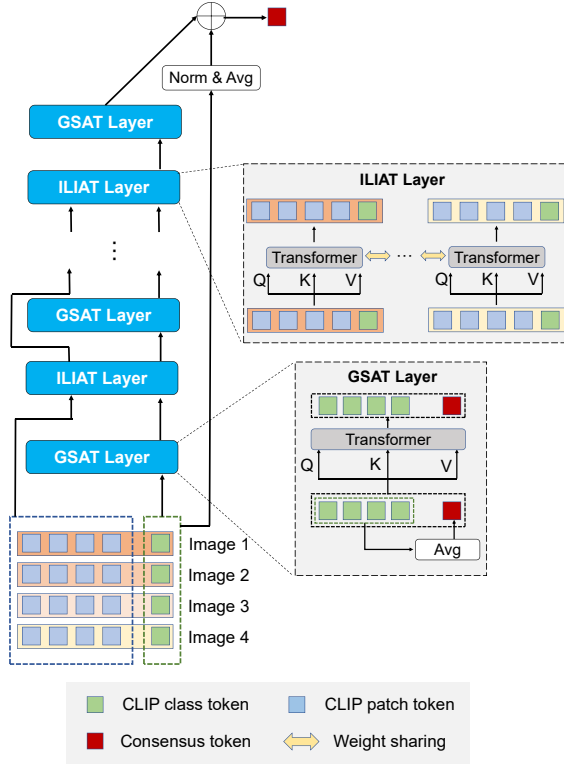 Norm & Avg
GSAT Layer
ILIAT Layer
...
GSAT Layer
ILIAT Layer
GSAT Layer
Image 1
Image 2
Image 3
Image 4
ILIAT Layer
Transformer
...
Transformer
Q
K
V
Q
K
V
GSAT Layer
Transformer
Q
K
V
Avg
CLIP class token
CLIP patch token
Consensus token
Weight sharing